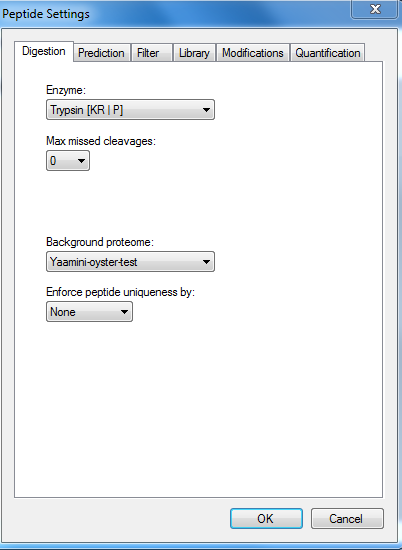 Peptide Settings
Digestion Prediction Filter Library Modifications Quantification
Enzyme:
Trypsin [KR | P]
Max missed cleavages:
0
Background proteome:
Yaamini-oyster-test
Enforce peptide uniqueness by:
None
OK Cancel